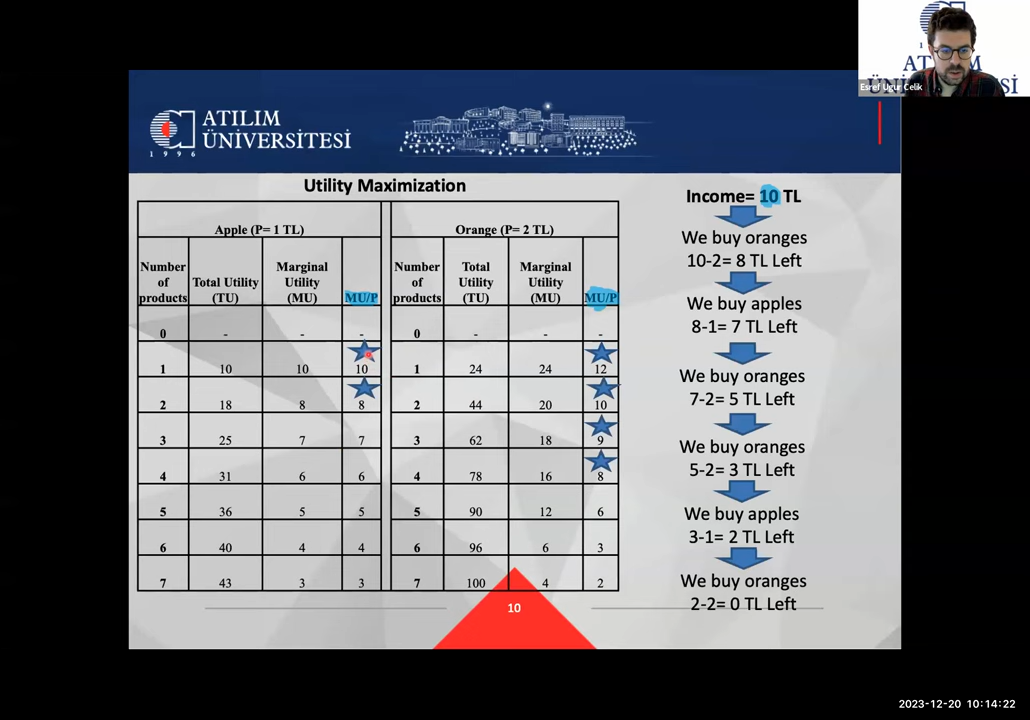 Esref Ugur Celik
ATILIM
ÜNİVERSİTESİ
1 9 9 6
Utility Maximization
Apple (P= 1 TL) Orange (P= 2 TL)
Number of products Total Utility (TU) Marginal Utility (MU) MU/P Number of products Total Utility (TU) Marginal Utility (MU) MU/P
0 - - - 0 - - -
1 10 10 10 1 24 24 12
2 18 8 8 2 44 20 10
3 25 7 7 3 62 18 9
4 31 6 6 4 78 16 8
5 36 5 5 5 90 12 6
6 40 4 4 6 96 6 3
7 43 3 3 7 100 4 2
Income= 10 TL
We buy oranges
10-2= 8 TL Left
We buy apples
8-1= 7 TL Left
We buy oranges
7-2= 5 TL Left
We buy oranges
5-2= 3 TL Left
We buy apples
3-1= 2 TL Left
We buy oranges
2-2= 0 TL Left
10
2023-12-20 10:14:22